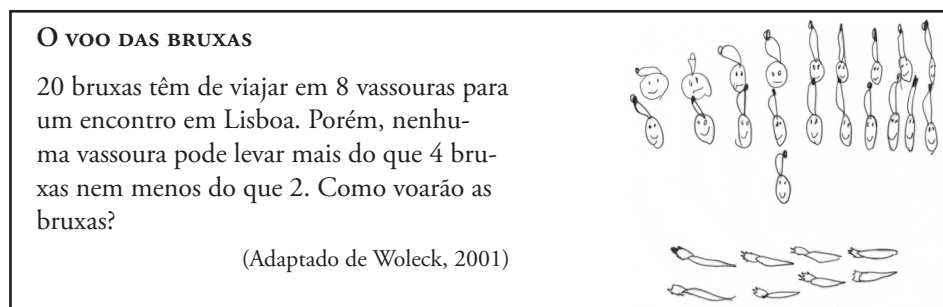 O VOO DAS BRUXAS
20 bruxas têm de viajar em 8 vassouras para
um encontro em Lisboa. Porém, nenhu-
ma vassoura pode levar mais do que 4 bru-
xas nem menos do que 2. Como voarão as
bruxas?
(Adaptado de Woleck, 2001)